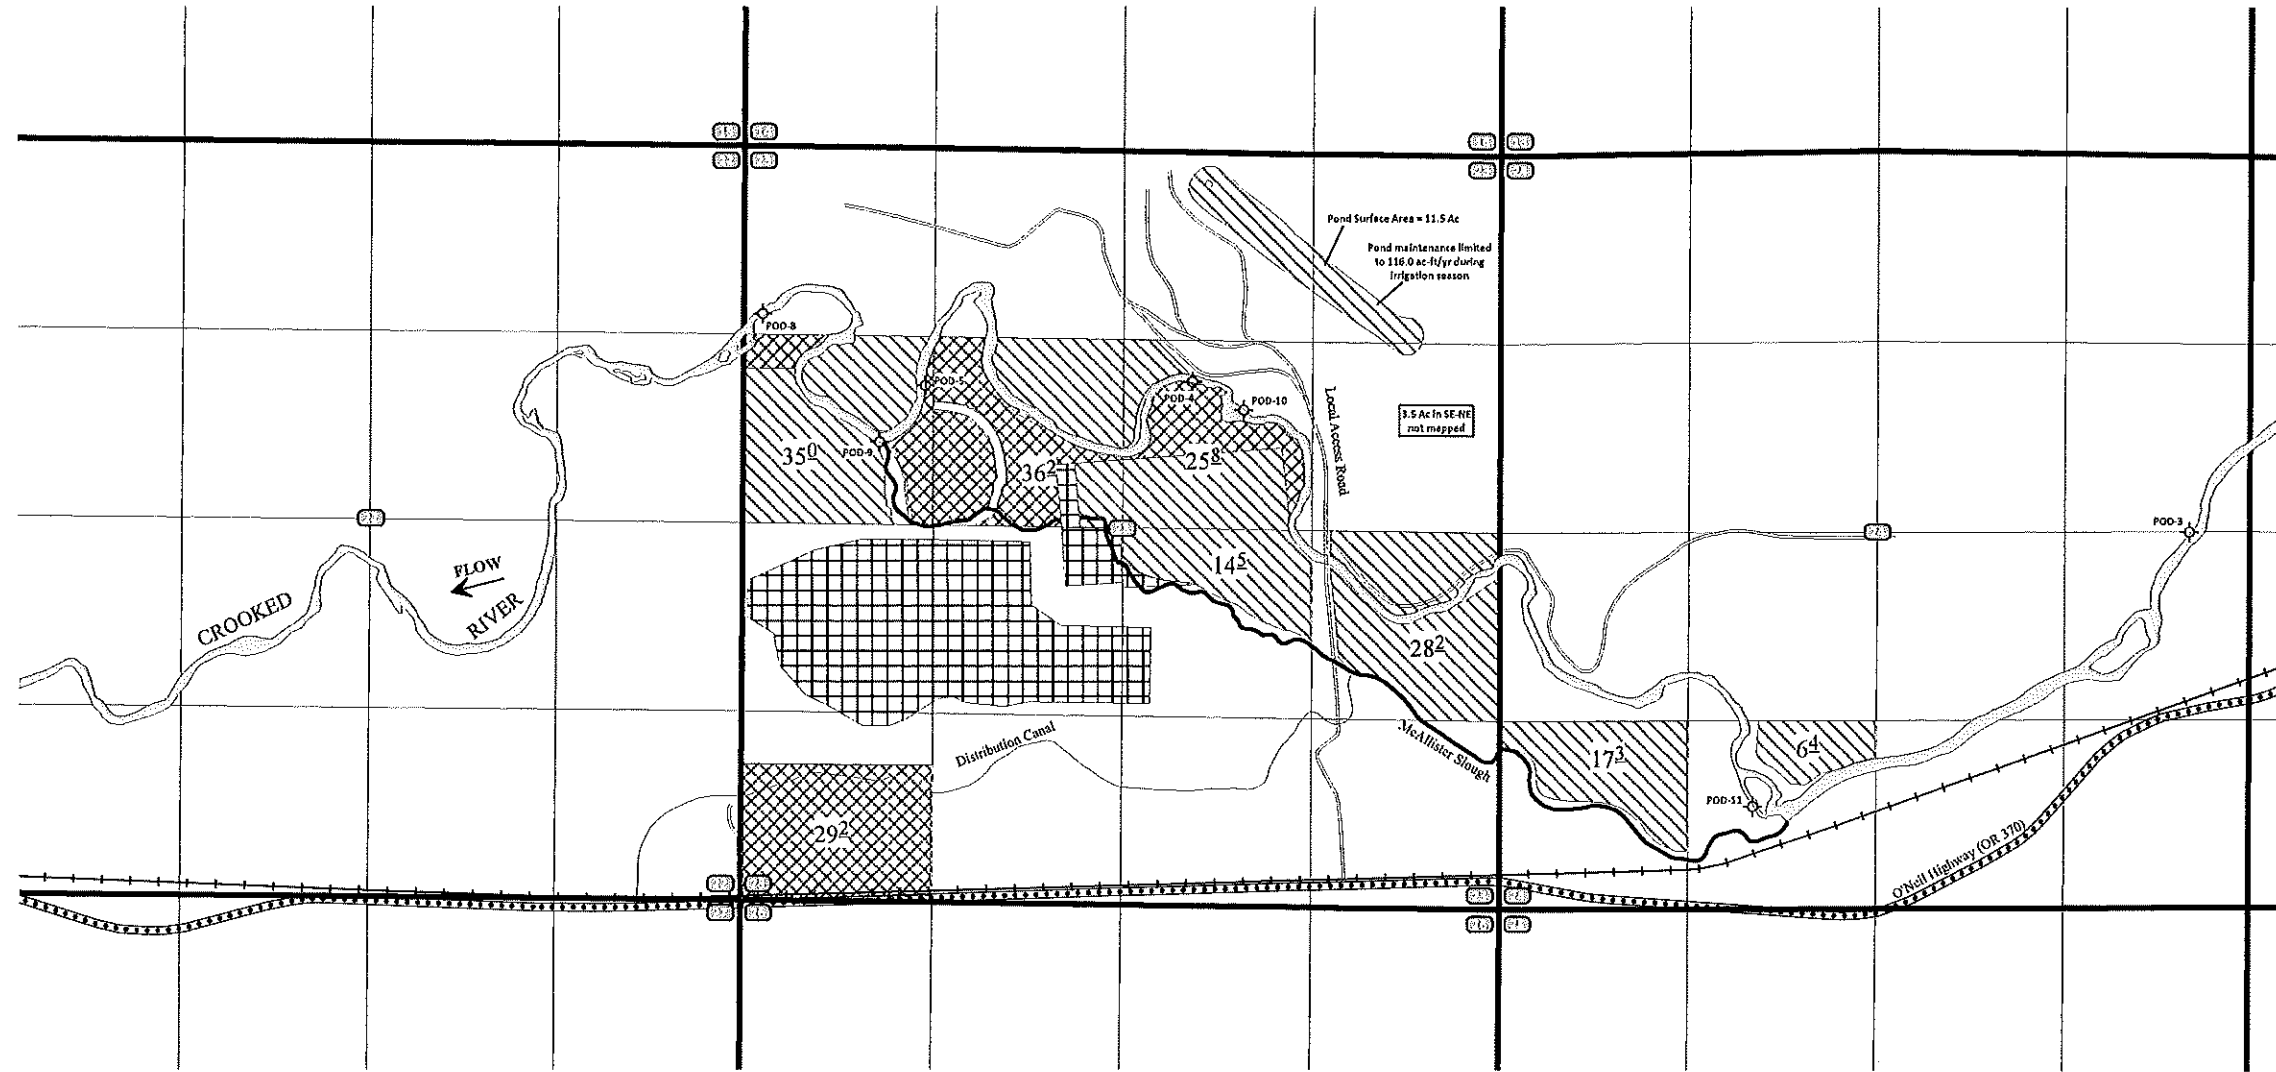 Pond Surface Area = 11.5 Ac
Pond maintenance limited
to 116.0 ac-ft/yr during
irrigation season
POD-8
POD-5
POD-4
POD-10
Local Access Road
3.5 Ac in SE-NE
not mapped
35<u>0</u>
POD-9
36<u>2</u>
25<u>8</u>
POD-3
FLOW
CROOKED
RIVER
14<u>5</u>
28<u>2</u>
Distribution Canal
McAllister Slough
17<u>3</u>
6<u>4</u>
POD-11
29<u>2</u>
O'Neil Highway (OR 370)